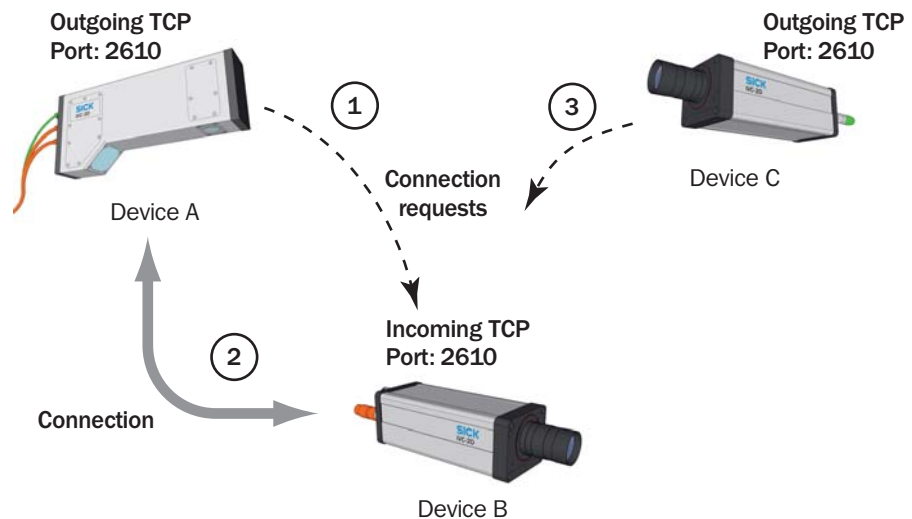 Outgoing TCP
Port: 2610
Outgoing TCP
Port: 2610
1
3
SICK
SICK
Connection
requests
Device C
Device A
Incoming TCP
Port: 2610
2
Connection
SICK
Device B